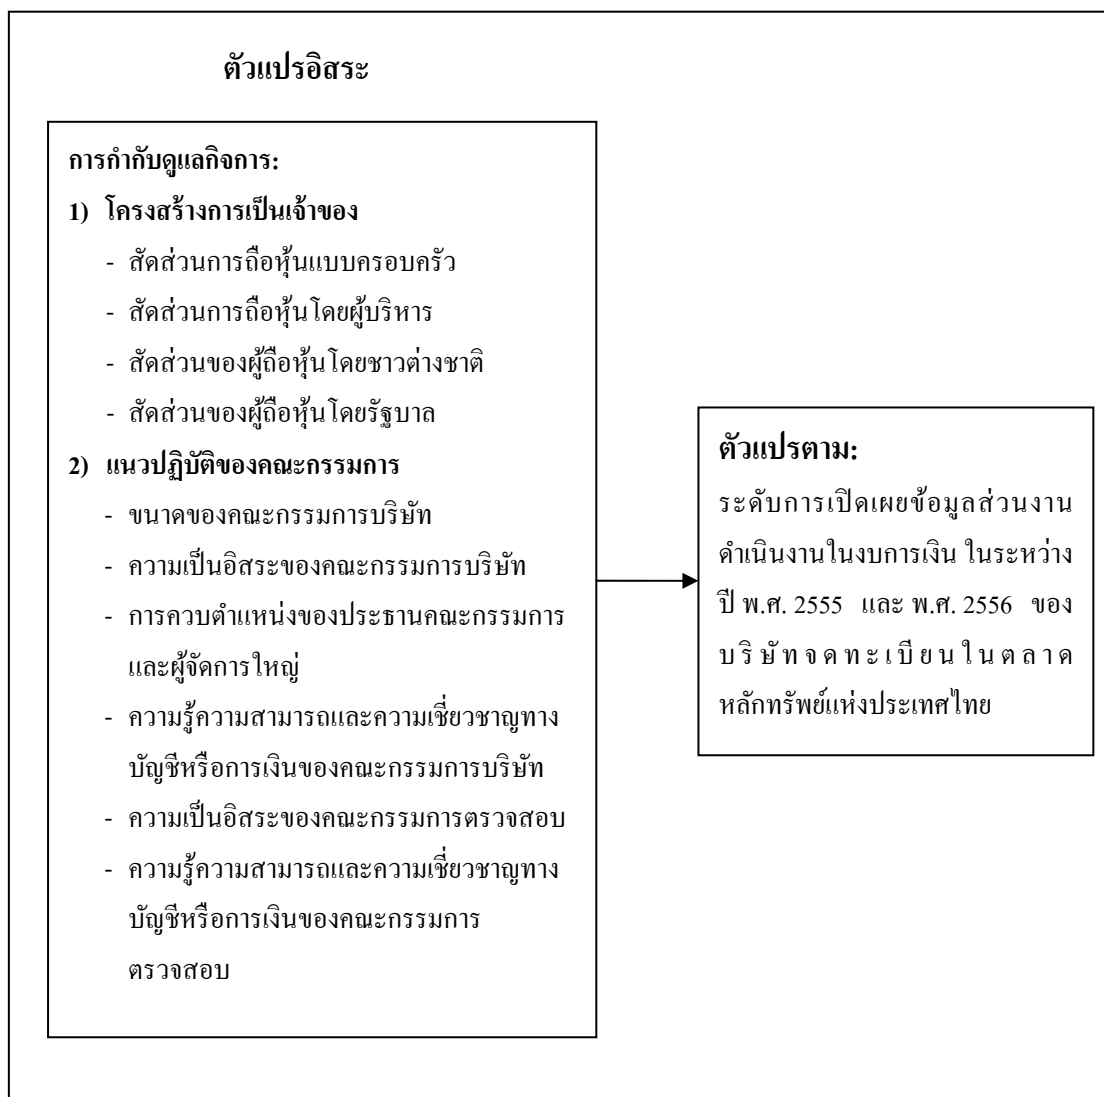 ตัวแปรอิสระ
การกำกับดูแลกิจการ:
1) โครงสร้างการเป็นเจ้าของ
- สัดส่วนการถือหุ้นแบบครอบครัว
- สัดส่วนการถือหุ้นโดยผู้บริหาร
- สัดส่วนของผู้ถือหุ้นโดยชาวต่างชาติ
- สัดส่วนของผู้ถือหุ้นโดยรัฐบาล
2) แนวปฏิบัติของคณะกรรมการ
- ขนาดของคณะกรรมการบริษัท
- ความเป็นอิสระของคณะกรรมการบริษัท
- การควบตำแหน่งของประธานคณะกรรมการ
และผู้จัดการใหญ่
- ความรู้ความสามารถและความเชี่ยวชาญทาง
บัญชีหรือการเงินของคณะกรรมการบริษัท
- ความเป็นอิสระของคณะกรรมการตรวจสอบ
- ความรู้ความสามารถและความเชี่ยวชาญทาง
บัญชีหรือการเงินของคณะกรรมการ
ตรวจสอบ
ตัวแปรตาม:
ระดับการเปิดเผยข้อมูลส่วนงาน
ดำเนินงานในงบการเงิน ในระหว่าง
ปี พ.ศ. 2555 และ พ.ศ. 2556 ของ
บริษัทจดทะเบียนในตลาด
หลักทรัพย์แห่งประเทศไทย